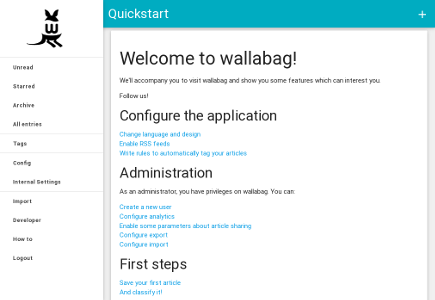 Quickstart
+
Unread
Starred
Archive
All entries
Tags
Config
Internal Settings
Import
Developer
How to
Logout
Welcome to wallabag!
We'll accompany you to visit wallabag and show you some features which can interest you.
Follow us!
Configure the application
Change language and design
Enable RSS feeds
Write rules to automatically tag your articles
Administration
As an administrator, you have privileges on wallabag. You can:
Create a new user
Configure analytics
Enable some parameters about article sharing
Configure export
Configure import
First steps
Save your first article
And classify it!